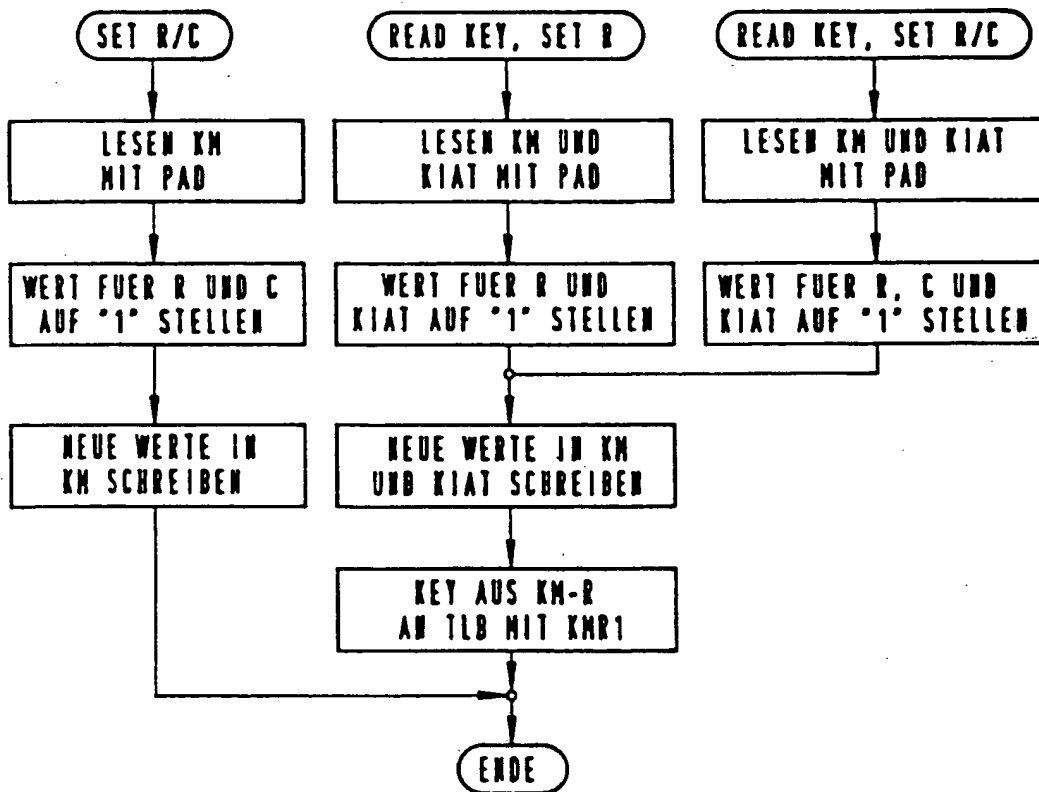 SET R/C
READ KEY, SET R
READ KEY, SET R/C
LESEN KM
MIT PAD
LESEN KM UND
KIAT MIT PAD
LESEN KM UND KIAT
MIT PAD
WERT FUER R UND C
AUF "1" STELLEN
WERT FUER R UND
KIAT AUF "1" STELLEN
WERT FUER R, C UND
KIAT AUF "1" STELLEN
NEUE WERTE IN
KM SCHREIBEN
NEUE WERTE IN KM
UND KIAT SCHREIBEN
KEY AUS KM-R
AN TLB MIT KMR1
ENDE